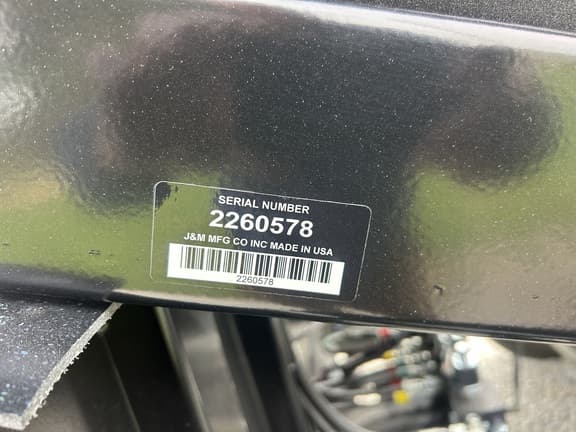 SERIAL NUMBER
2260578
J&M MFG CO INC MADE IN USA
2260578